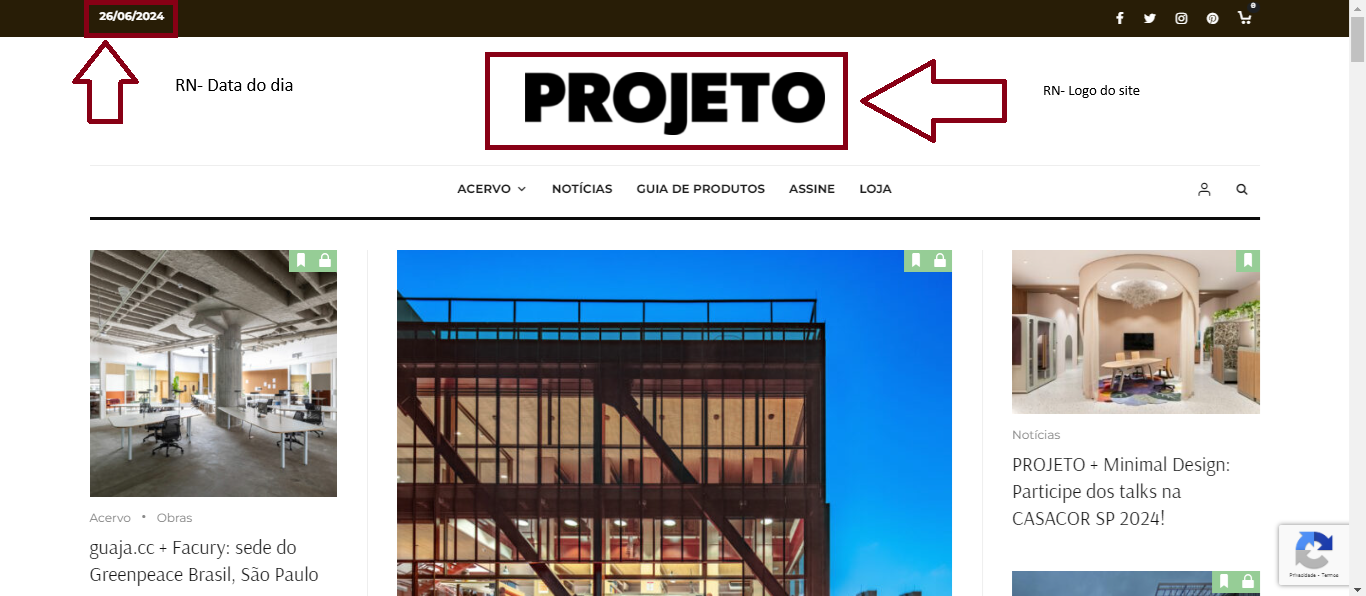 26/06/2024
0
RN- Data do dia
PROJETO
RN- Logo do site
ACERVO
NOTÍCIAS
GUIA DE PRODUTOS
ASSINE
LOJA
Acervo • Obras
guaja.cc + Facury: sede do
Greenpeace Brasil, São Paulo
Notícias
PROJETO + Minimal Design:
Participe dos talks na
CASACOR SP 2024!
Privacidade - Termos